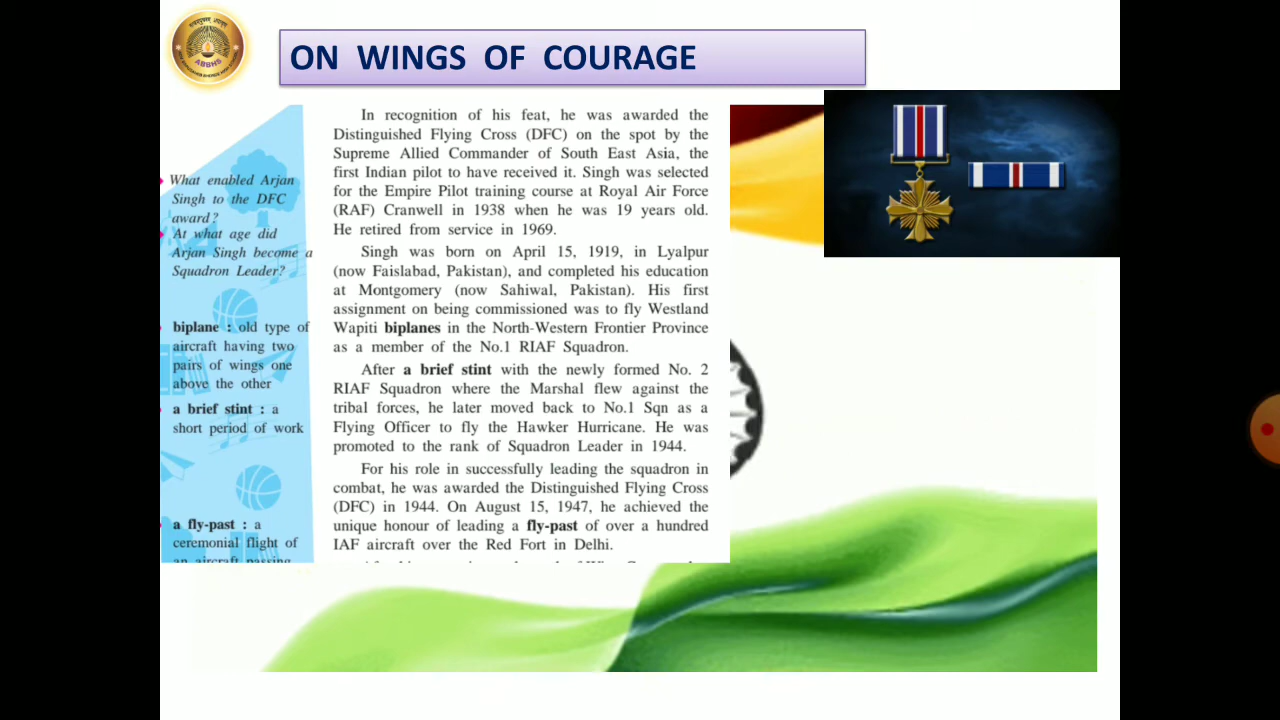 ON WINGS OF COURAGE
ABBHS
What enabled Arjan
Singh to the DFC
award?
At what age did
Arjan Singh become a
Squadron Leader?
biplane : old type of
aircraft having two
pairs of wings one
above the other
a brief stint : a
short period of work
a fly-past : a
ceremonial flight of
an aircraft passing
In recognition of his feat, he was awarded the
Distinguished Flying Cross (DFC) on the spot by the
Supreme Allied Commander of South East Asia, the
first Indian pilot to have received it. Singh was selected
for the Empire Pilot training course at Royal Air Force
(RAF) Cranwell in 1938 when he was 19 years old.
He retired from service in 1969.
Singh was born on April 15, 1919, in Lyalpur
(now Faislabad, Pakistan), and completed his education
at Montgomery (now Sahiwal, Pakistan). His first
assignment on being commissioned was to fly Westland
Wapiti biplanes in the North-Western Frontier Province
as a member of the No.1 RIAF Squadron.
After a brief stint with the newly formed No. 2
RIAF Squadron where the Marshal flew against the
tribal forces, he later moved back to No.1 Sqn as a
Flying Officer to fly the Hawker Hurricane. He was
promoted to the rank of Squadron Leader in 1944.
For his role in successfully leading the squadron in
combat, he was awarded the Distinguished Flying Cross
(DFC) in 1944. On August 15, 1947, he achieved the
unique honour of leading a fly-past of over a hundred
IAF aircraft over the Red Fort in Delhi.